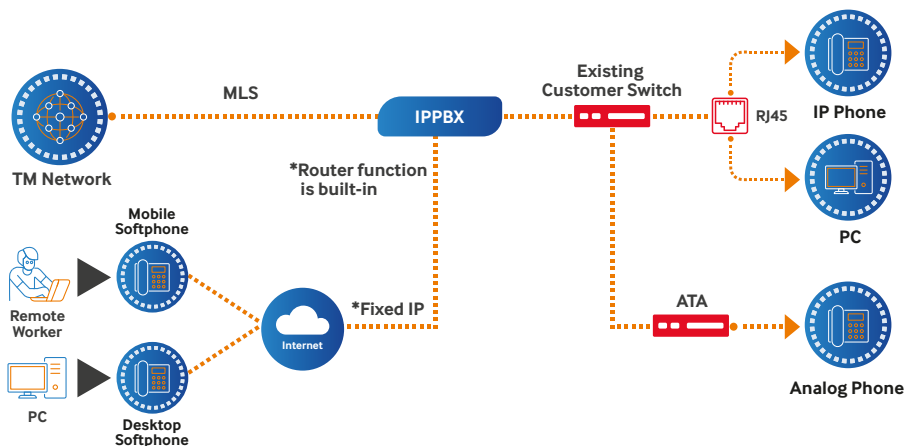 MLS
IPPBX
Existing
Customer Switch
RJ45
IP Phone
TM Network
*Router function
is built-in
PC
Mobile
Softphone
Remote
Worker
*Fixed IP
Internet
ATA
Analog Phone
PC
Desktop
Softphone